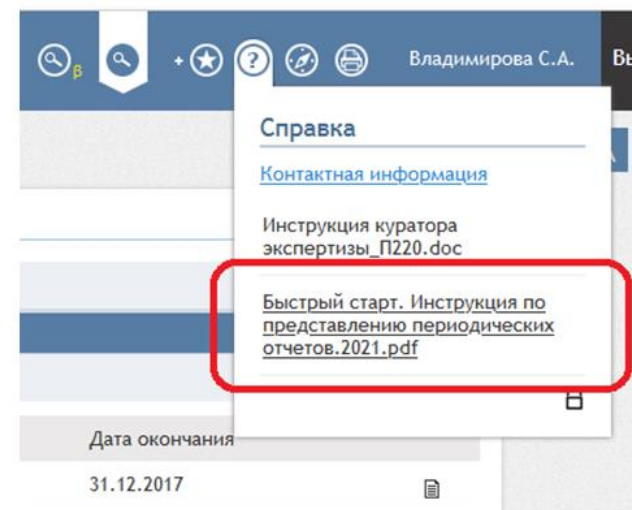 β
+
?
Владимирова С.А.
Вы
Справка
Контактная информация
Инструкция куратора
экспертизы_П220.doc
Быстрый старт. Инструкция по
представлению периодических
отчетов.2021.pdf
Дата окончания
31.12.2017